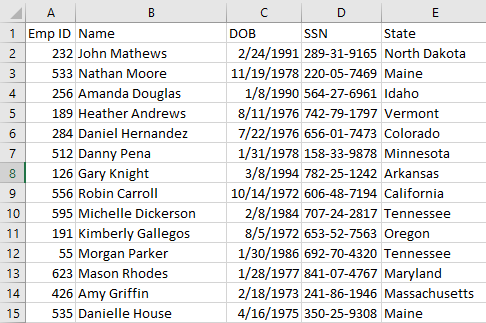 A B C D E
1 Emp ID Name DOB SSN State
2 232 John Mathews 2/24/1991 289-31-9165 North Dakota
3 533 Nathan Moore 11/19/1978 220-05-7469 Maine
4 256 Amanda Douglas 1/8/1990 564-27-6961 Idaho
5 189 Heather Andrews 8/11/1976 742-79-1797 Vermont
6 284 Daniel Hernandez 7/22/1976 656-01-7473 Colorado
7 512 Danny Pena 1/31/1978 158-33-9878 Minnesota
8 126 Gary Knight 3/8/1994 782-25-1242 Arkansas
9 556 Robin Carroll 10/14/1972 606-48-7194 California
10 595 Michelle Dickerson 2/8/1984 707-24-2817 Tennessee
11 191 Kimberly Gallegos 8/5/1972 653-52-7563 Oregon
12 55 Morgan Parker 1/30/1986 692-70-4320 Tennessee
13 623 Mason Rhodes 1/28/1977 841-07-4767 Maryland
14 426 Amy Griffin 2/18/1973 241-86-1946 Massachusetts
15 535 Danielle House 4/16/1975 350-25-9308 Maine